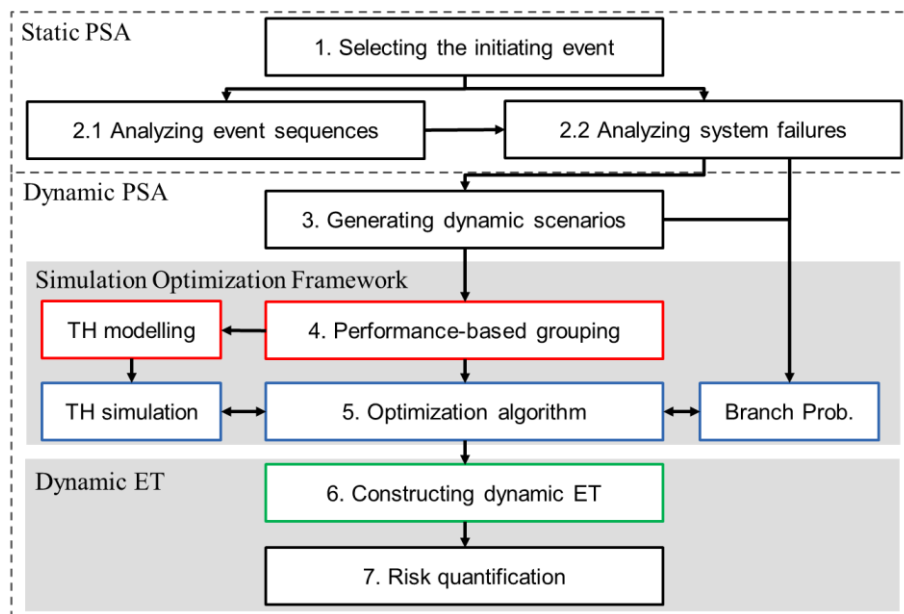 Static PSA
1. Selecting the initiating event
2.1 Analyzing event sequences
2.2 Analyzing system failures
Dynamic PSA
3. Generating dynamic scenarios
Simulation Optimization Framework
TH modelling
4. Performance-based grouping
TH simulation
5. Optimization algorithm
Branch Prob.
Dynamic ET
6. Constructing dynamic ET
7. Risk quantification